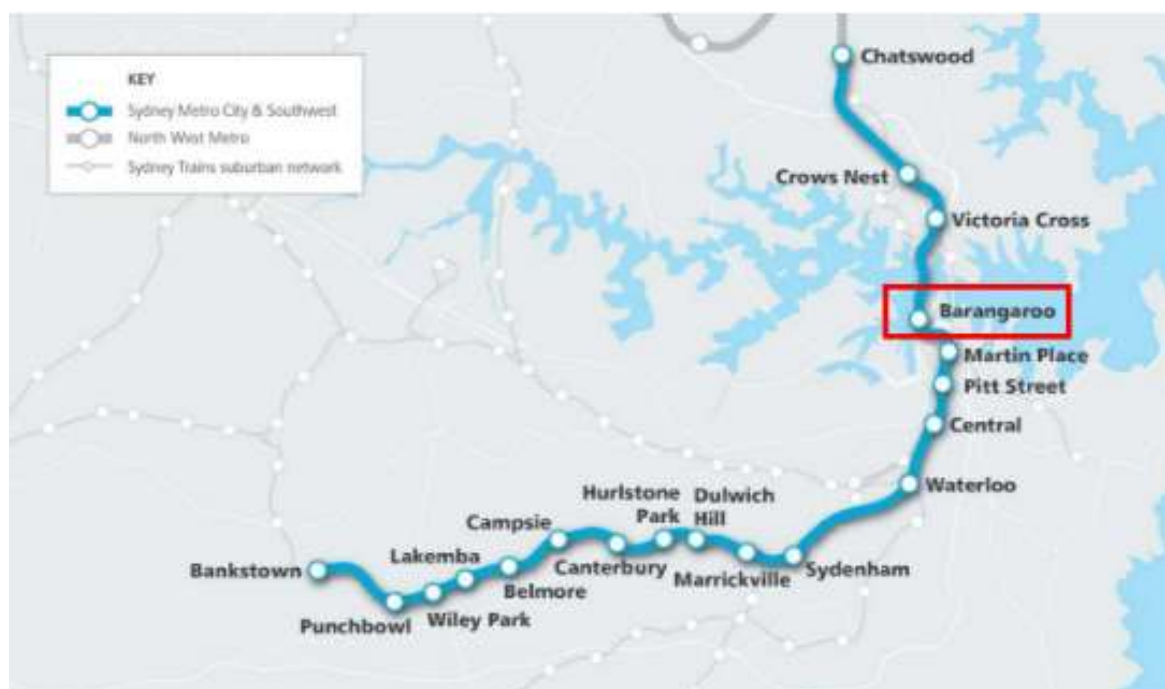 KEY
Sydney Metro City & Southwest
North West Metro
Sydney Trains suburban network
Chatswood
Crows Nest
Victoria Cross
Barangaroo
Martin Place
Pitt Street
Central
Waterloo
Hurlstone
Park
Dulwich
Hill
Campsie
Lakemba
Bankstown
Canterbury
Marrickville
Sydenham
Belmore
Wiley Park
Punchbowl